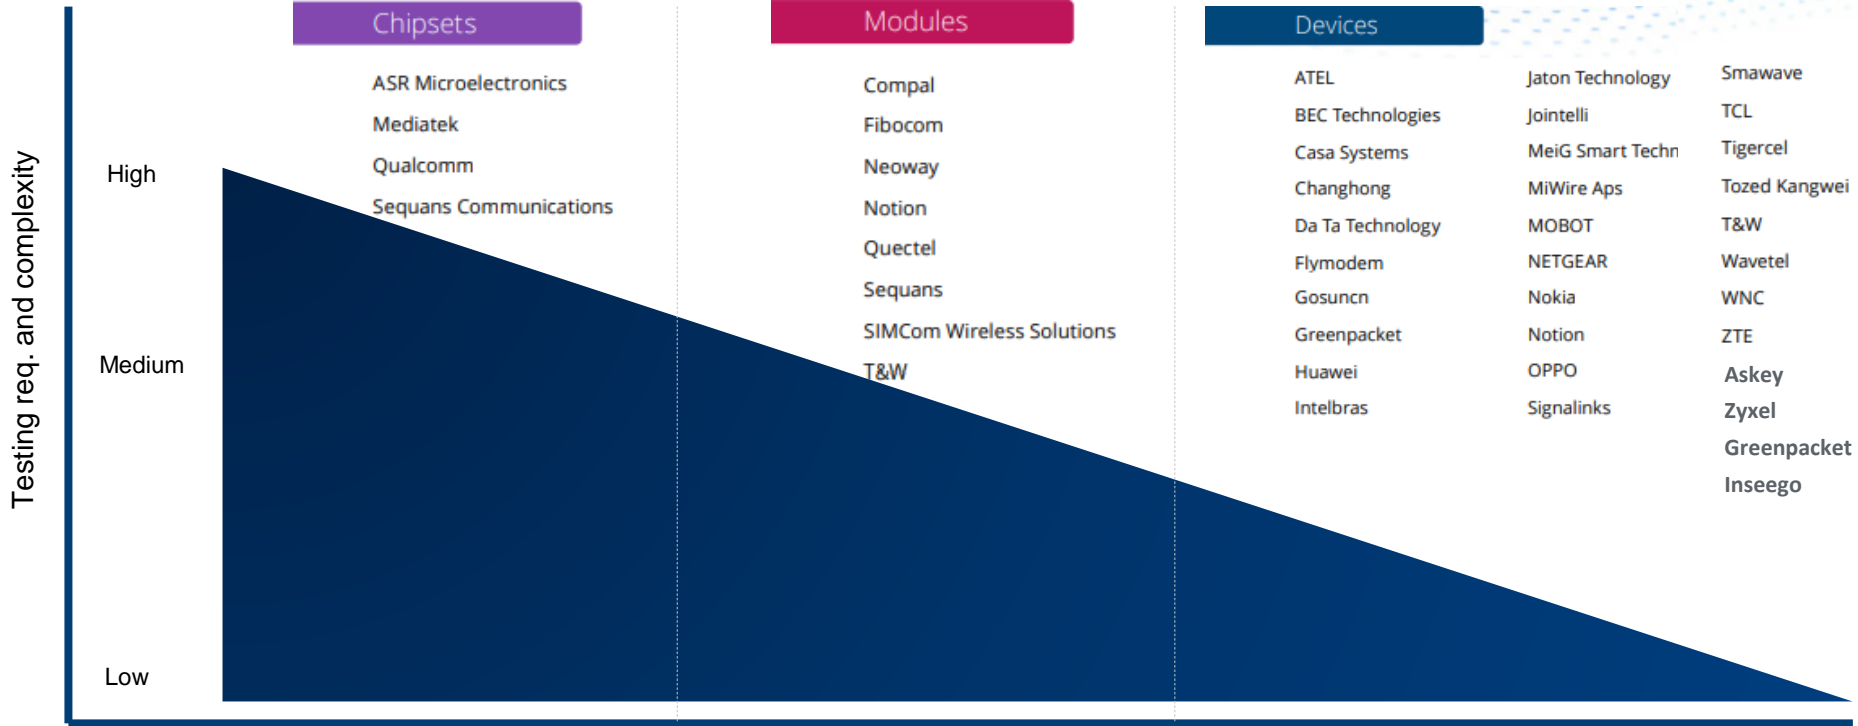 Testing req. and complexity
High
Medium
Low
Chipsets
ASR Microelectronics
Mediatek
Qualcomm
Sequans Communications
Modules
Compal
Fibocom
Neoway
Notion
Quectel
Sequans
SIMCom Wireless Solutions
T&W
Devices
ATEL
BEC Technologies
Casa Systems
Changhong
Da Ta Technology
Flymodem
Gosuncn
Greenpacket
Huawei
Intelbras
Jaton Technology
Jointelli
MeiG Smart Techn
MiWire Aps
MOBOT
NETGEAR
Nokia
Notion
OPPO
Signalinks
Smawave
TCL
Tigercel
Tozed Kangwei
T&W
Wavetel
WNC
ZTE
Askey
Zyxel
Greenpacket
Inseego